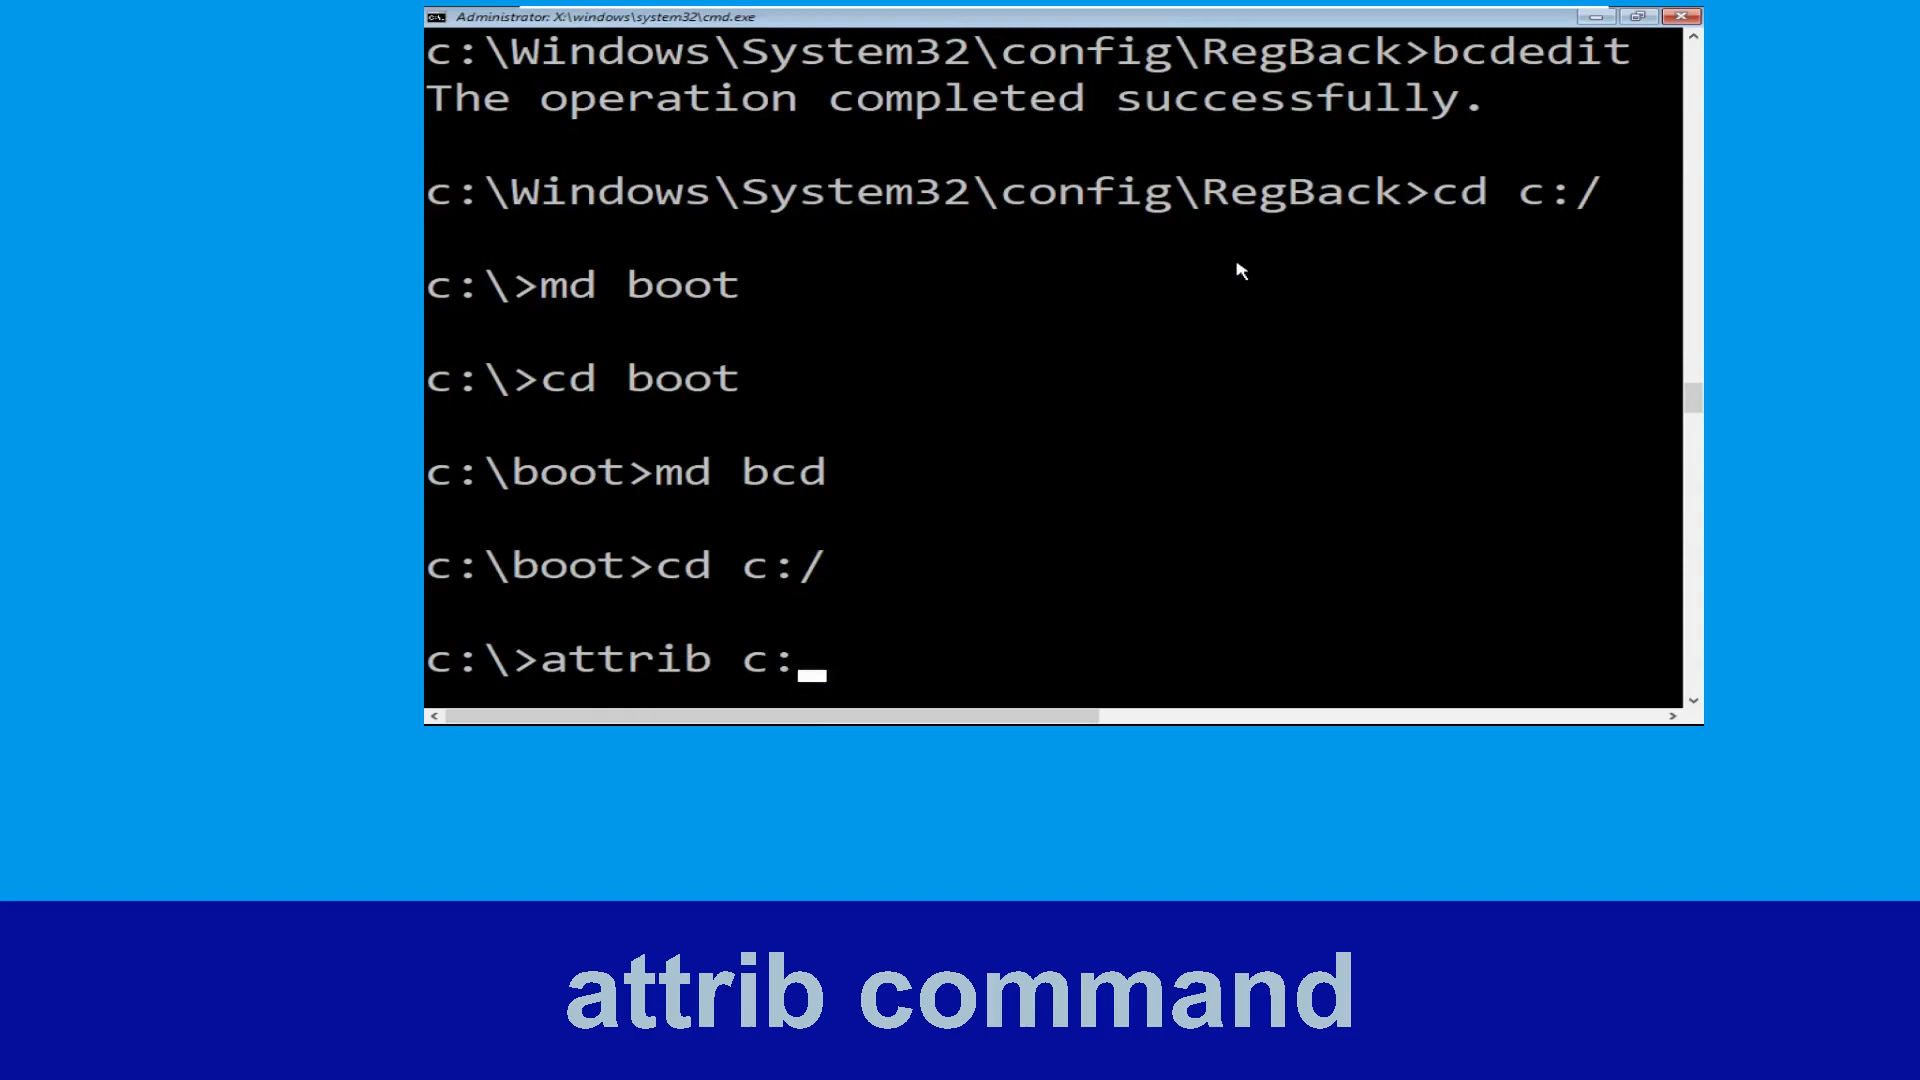 Administrator: X:\windows\system32\cmd.exe
c:\Windows\System32\config\RegBack>bcdedit
The operation completed successfully.
c:\Windows\System32\config\RegBack>cd c:/
c:\>md boot
c:\>cd boot
c:\boot>md bcd
c:\boot>cd c:/
c:\>attrib c:
attrib command